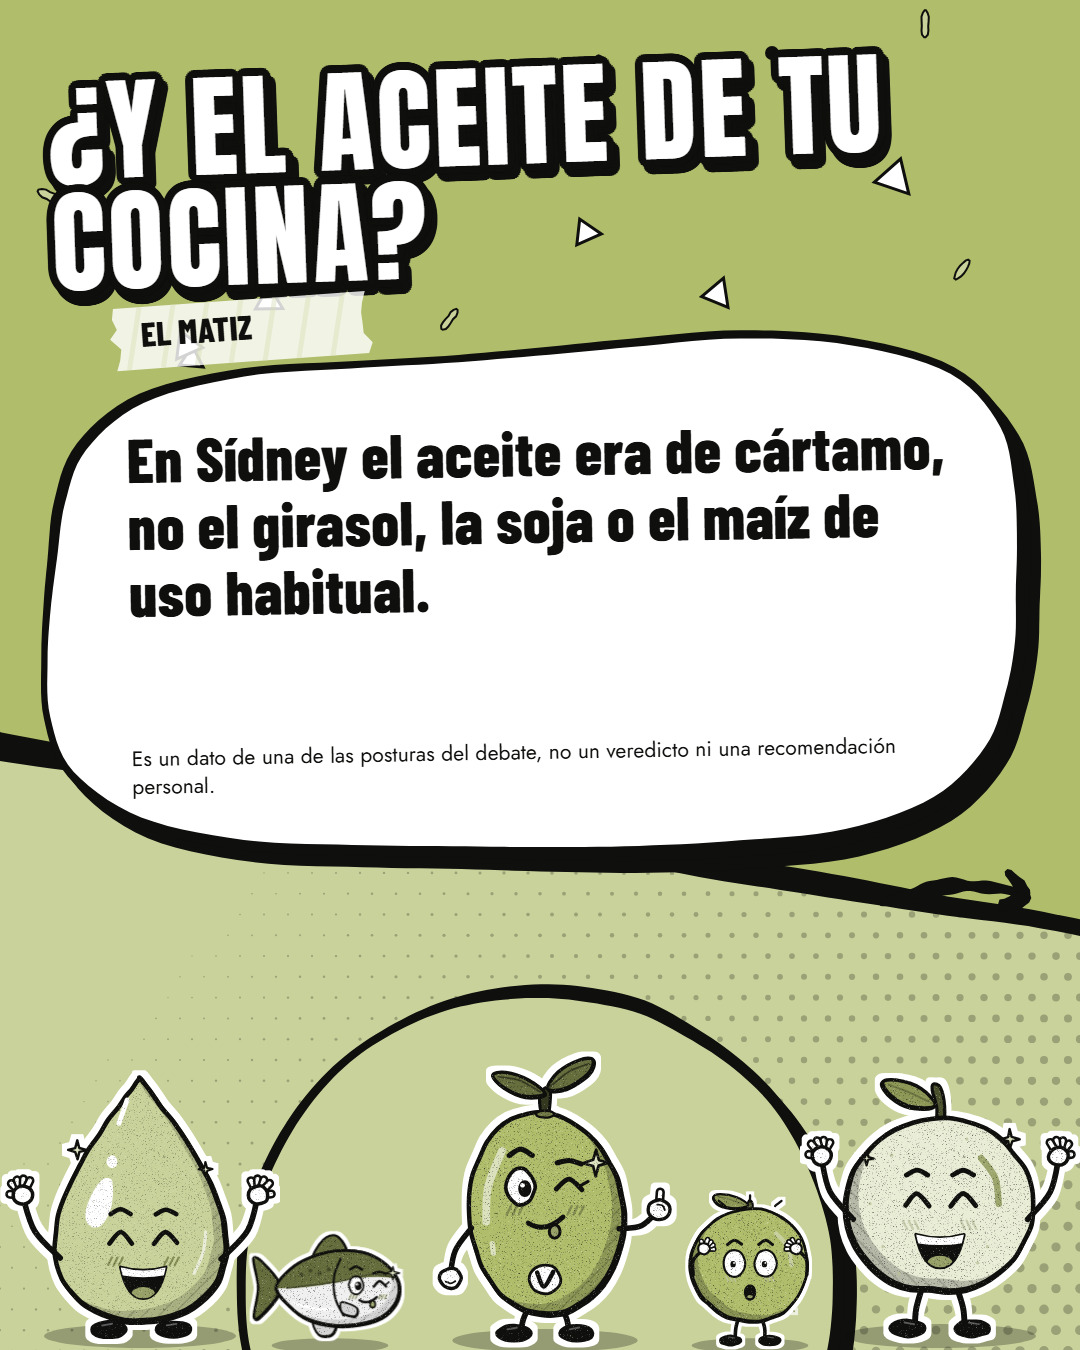 ¿Y EL ACEITE DE TU
COCINA?
EL MATIZ
En Sídney el aceite era de cártamo,
no el girasol, la soja o el maíz de
uso habitual.
Es un dato de una de las posturas del debate, no un veredicto ni una recomendación
personal.
V